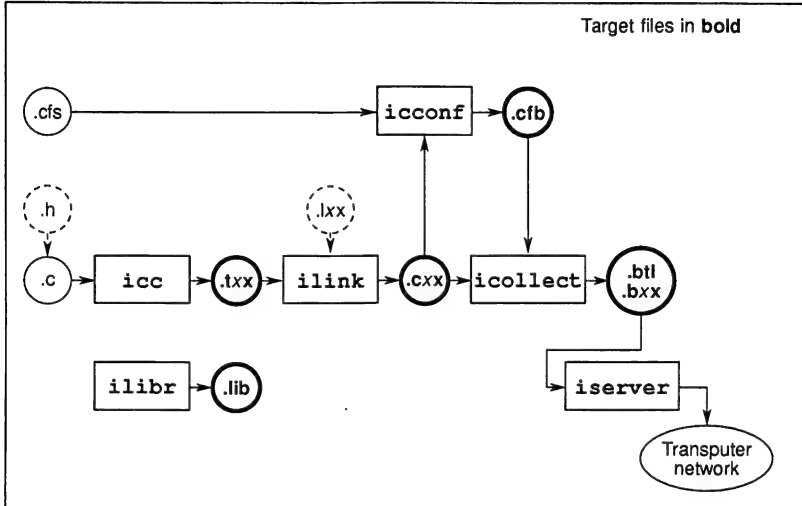 Target files in bold
.cfs
icconf
.cfb
.h
.lxx
.c
icc
.txx
ilink
.cxx
icollect
.btl
.bxx
ilibr
.lib
iserver
Transputer
network